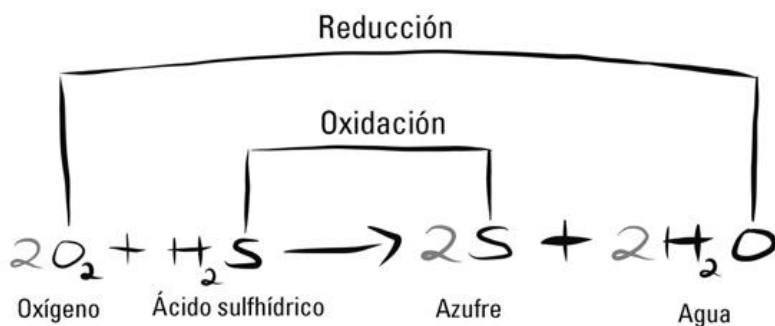 Reducción
Oxidación
2O₂ + H₂S ⟶ 2S + 2H₂O
Oxígeno Ácido sulfhídrico Azufre Agua